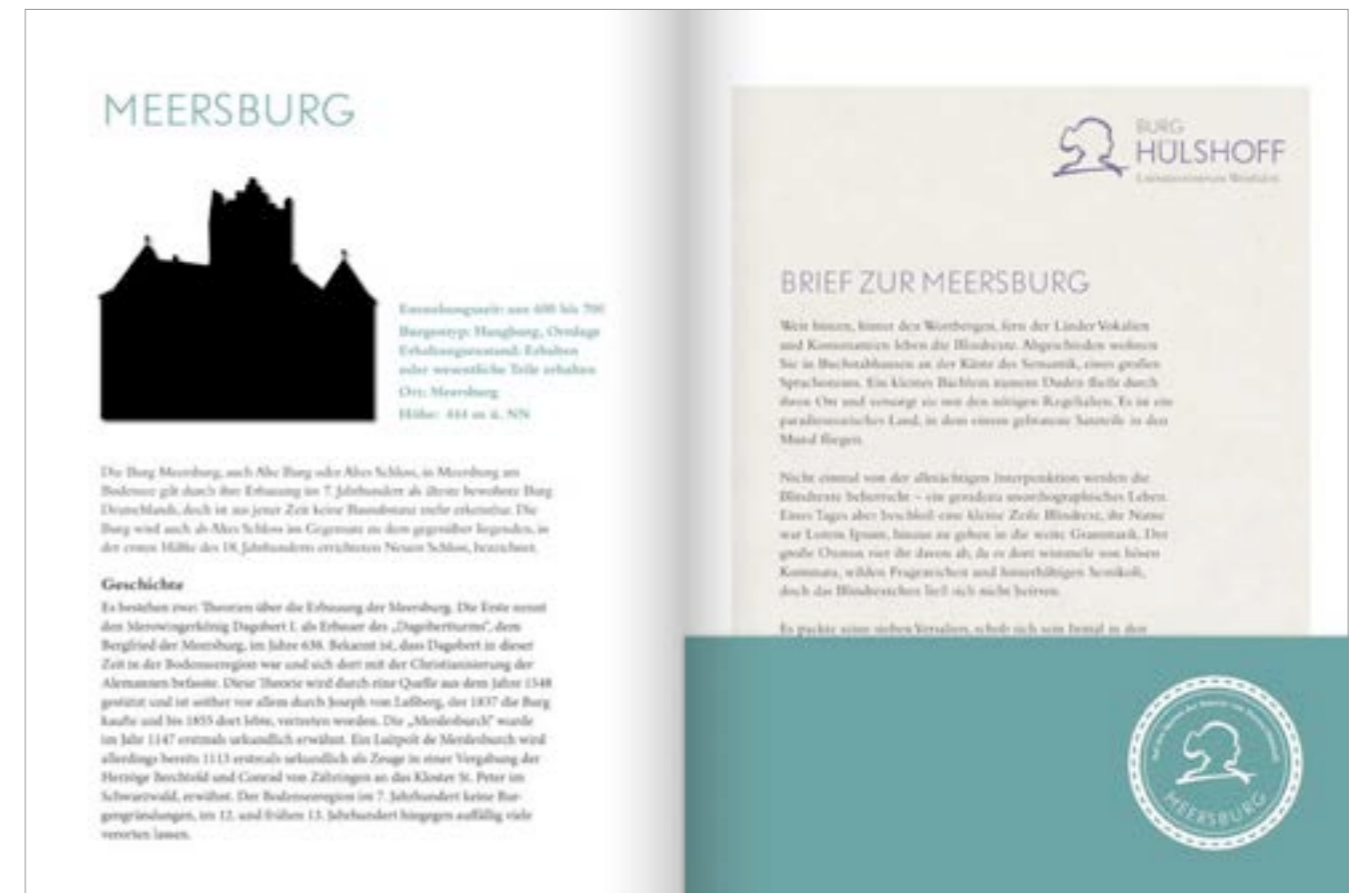 MEERSBURG
Entstehungszeit: um 600 bis 700
Burgentyp: Hangburg, Ortslage
Erhaltungszustand: Erhalten
oder wesentliche Teile erhalten
Ort: Meersburg
Höhe: 444 m ü. NN
Die Burg Meersburg, auch Alte Burg oder Altes Schloss, in Meersburg am
Bodensee gilt durch ihre Erbauung im 7. Jahrhundert als älteste bewohnte Burg
Deutschlands, doch ist aus jener Zeit keine Bausubstanz mehr erkennbar. Die
Burg wird auch als Altes Schloss im Gegensatz zu dem gegenüber liegenden, in
der ersten Hälfte des 18. Jahrhunderts errichteten Neuen Schloss, bezeichnet.
Geschichte
Es bestehen zwei Theorien über die Erbauung der Meersburg. Die Erste nennt
den Merowingerkönig Dagobert I. als Erbauer des „Dagobertturms“, dem
Bergfried der Meersburg, im Jahre 630. Bekannt ist, dass Dagobert in dieser
Zeit in der Bodenseeregion war und sich dort mit der Christianisierung der
Alemannen befasste. Diese Theorie wird durch eine Quelle aus dem Jahre 1548
gestützt und ist seither vor allem durch Joseph von Laßberg, der 1837 die Burg
kaufte und bis 1855 dort lebte, vertreten worden. Die „Merdesburch“ wurde
im Jahr 1147 erstmals urkundlich erwähnt. Ein Luitpolt de Merdesburch wird
allerdings bereits 1113 erstmals urkundlich als Zeuge in einer Vergabung der
Herzöge Berchtold und Conrad von Zähringen an das Kloster St. Peter im
Schwarzwald, erwähnt. Der Bodenseeregion im 7. Jahrhundert keine Bur-
gengründungen, im 12. und frühen 13. Jahrhundert hingegen auffällig viele
verorten lassen.
BURG
HÜLSHOFF
Literaturzentrum Westfalen
BRIEF ZUR MEERSBURG
Weit hinten, hinter den Wortbergen, fern der Länder Vokalien
und Konsonantien leben die Blindtexte. Abgeschieden wohnen
Sie in Buchstabhausen an der Küste des Semantik, eines großen
Sprachozeans. Ein kleines Bächlein namens Duden fließt durch
ihren Ort und versorgt sie mit den nötigen Regelialien. Es ist ein
paradiesmatisches Land, in dem einem gebratene Satzteile in den
Mund fliegen.
Nicht einmal von der allmächtigen Interpunktion werden die
Blindtexte beherrscht – ein geradezu unorthographisches Leben.
Eines Tages aber beschloß eine kleine Zeile Blindtext, ihr Name
war Lorem Ipsum, hinaus zu gehen in die weite Grammatik. Der
große Oxmox riet ihr davon ab, da es dort wimmele von bösen
Kommata, wilden Fragezeichen und hinterhältigen Semikoli,
doch das Blindtextchen ließ sich nicht beirren.
Es packte seine sieben Versalien, schob sich sein Initial in den
MEERSBURG